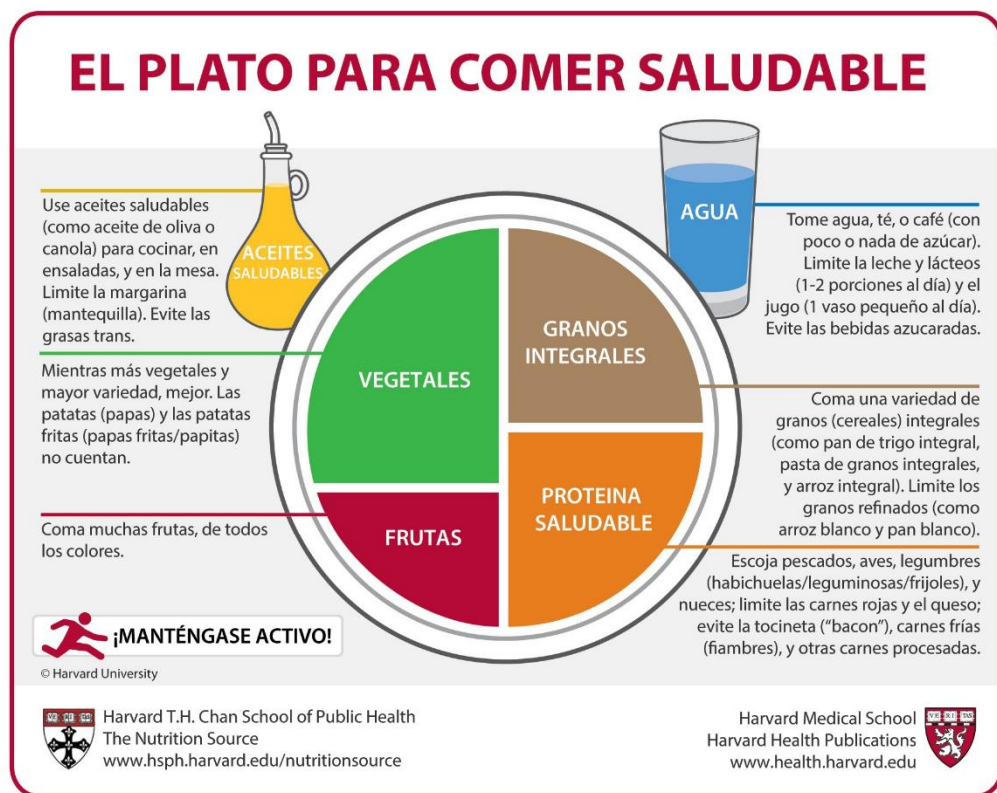 EL PLATO PARA COMER SALUDABLE
Use aceites saludables
(como aceite de oliva o
canola) para cocinar, en
ensaladas, y en la mesa.
Limite la margarina
(mantequilla). Evite las
grasas trans.
ACEITES
SALUDABLES
AGUA
Tome agua, té, o café (con
poco o nada de azúcar).
Limite la leche y lácteos
(1-2 porciones al día) y el
jugo (1 vaso pequeño al día).
Evite las bebidas azucaradas.
Mientras más vegetales y
mayor variedad, mejor. Las
patatas (papas) y las patatas
fritas (papas fritas/papitas)
no cuentan.
VEGETALES
GRANOS
INTEGRALES
Coma una variedad de
granos (cereales) integrales
(como pan de trigo integral,
pasta de granos integrales,
y arroz integral). Limite los
granos refinados (como
arroz blanco y pan blanco).
Coma muchas frutas, de todos
los colores.
FRUTAS
PROTEINA
SALUDABLE
Escoja pescados, aves, legumbres
(habichuelas/leguminosas/frijoles), y
nueces; limite las carnes rojas y el queso;
evite la tocineta ("bacon"), carnes frías
(fiambres), y otras carnes procesadas.
¡MANTÉNGASE ACTIVO!
© Harvard University
Harvard T.H. Chan School of Public Health
The Nutrition Source
www.hsph.harvard.edu/nutritionsource
Harvard Medical School
Harvard Health Publications
www.health.harvard.edu
VE RI TAS